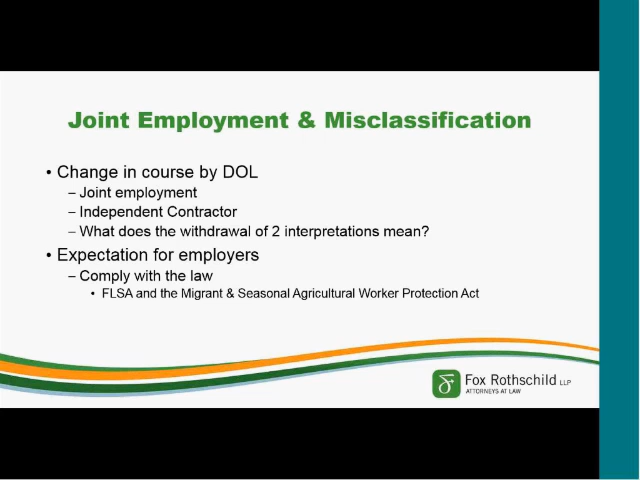 Joint Employment & Misclassification
• Change in course by DOL
– Joint employment
– Independent Contractor
– What does the withdrawal of 2 interpretations mean?
• Expectation for employers
– Comply with the law
• FLSA and the Migrant & Seasonal Agricultural Worker Protection Act
Fox Rothschild LLP
ATTORNEYS AT LAW